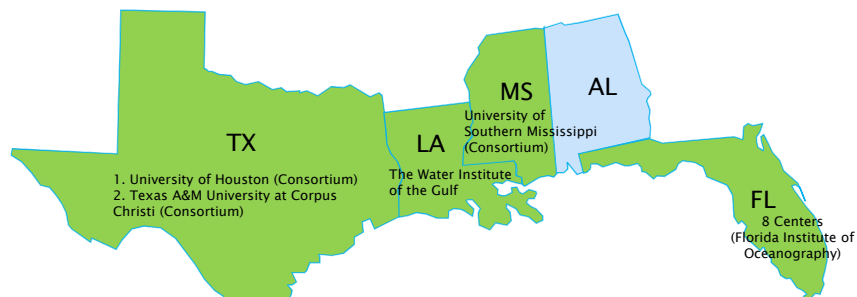 TX
1. University of Houston (Consortium)
2. Texas A&M University at Corpus
Christi (Consortium)
LA
The Water Institute
of the Gulf
MS
University of
Southern Mississippi
(Consortium)
AL
FL
8 Centers
(Florida Institute of
Oceanography)